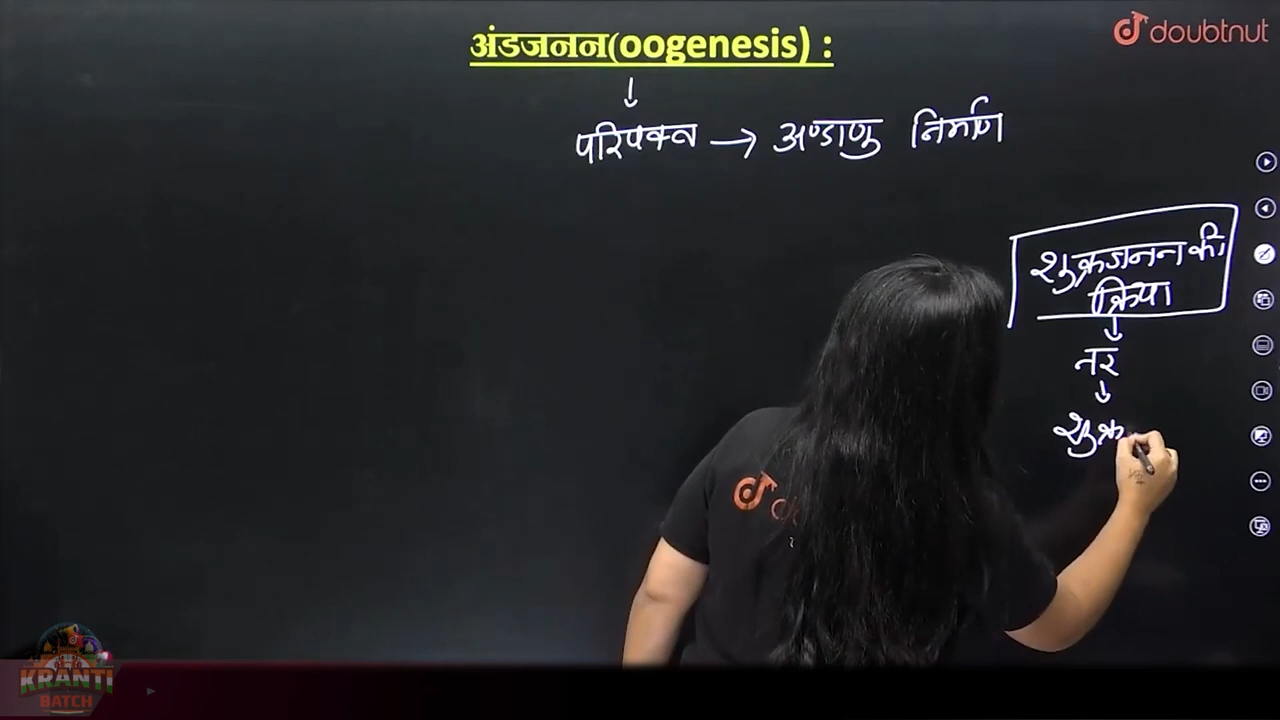 अंडजनन(oogenesis) :
doubtnut
परिपक्व → अण्डाणु निर्माण
शुक्रजनन की
क्रिया
नर
शुक्र
KRANTI
BATCH